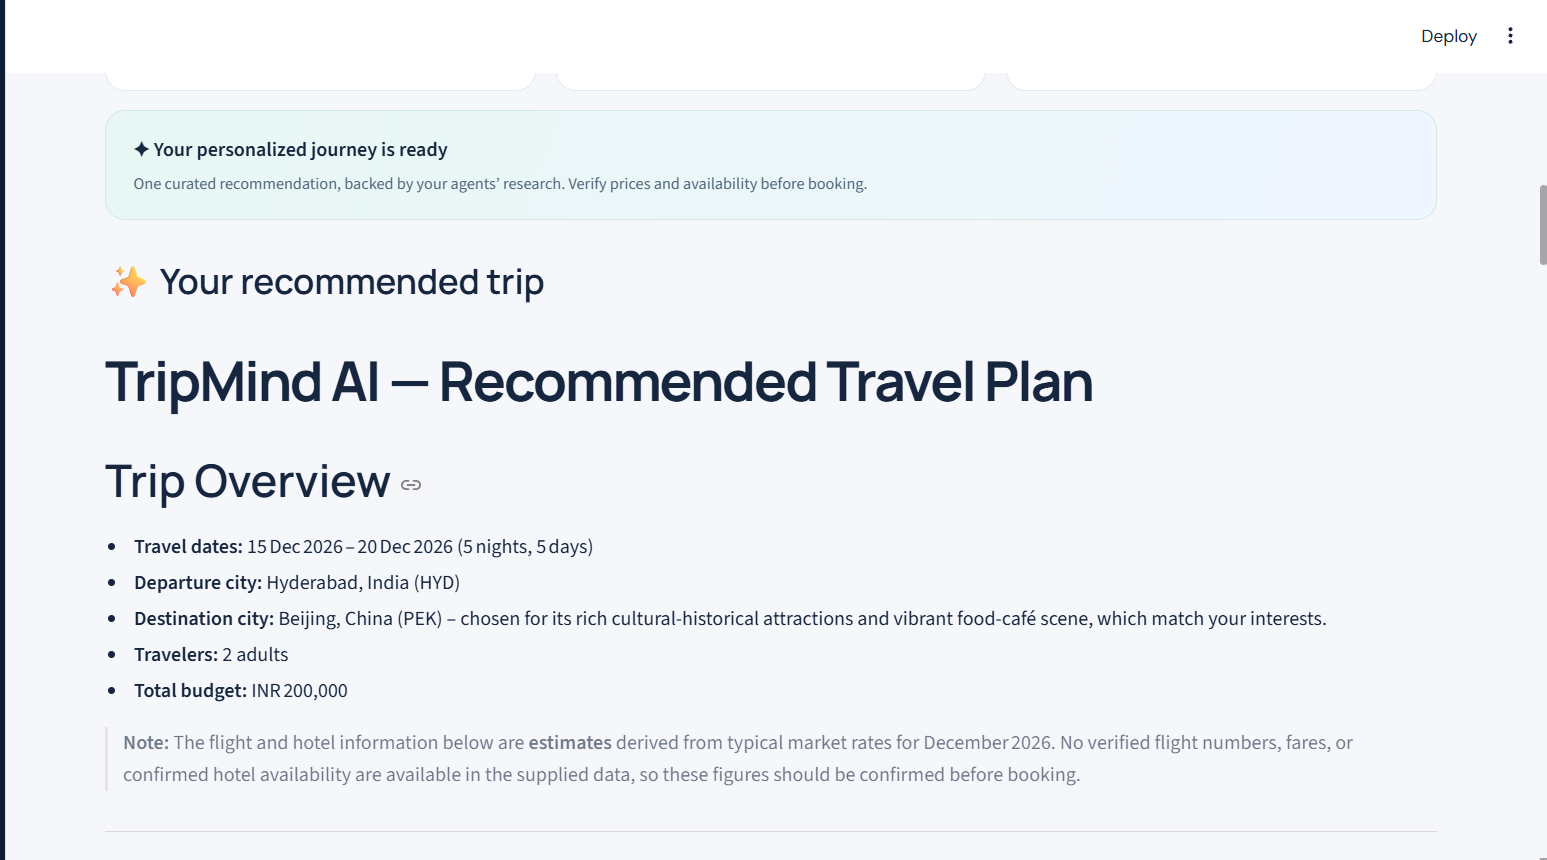 Deploy
✦ Your personalized journey is ready
One curated recommendation, backed by your agents’ research. Verify prices and availability before booking.
✨ Your recommended trip
TripMind AI — Recommended Travel Plan
Trip Overview
• Travel dates: 15 Dec 2026 – 20 Dec 2026 (5 nights, 5 days)
• Departure city: Hyderabad, India (HYD)
• Destination city: Beijing, China (PEK) – chosen for its rich cultural-historical attractions and vibrant food-café scene, which match your interests.
• Travelers: 2 adults
• Total budget: INR 200,000
Note: The flight and hotel information below are estimates derived from typical market rates for December 2026. No verified flight numbers, fares, or
confirmed hotel availability are available in the supplied data, so these figures should be confirmed before booking.